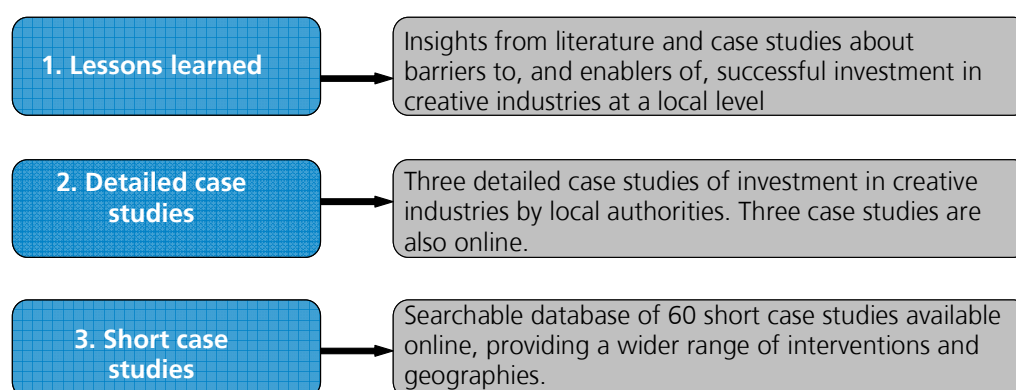 1. Lessons learned
Insights from literature and case studies about
barriers to, and enablers of, successful investment in
creative industries at a local level
2. Detailed case
studies
Three detailed case studies of investment in creative
industries by local authorities. Three case studies are
also online.
3. Short case
studies
Searchable database of 60 short case studies available
online, providing a wider range of interventions and
geographies.